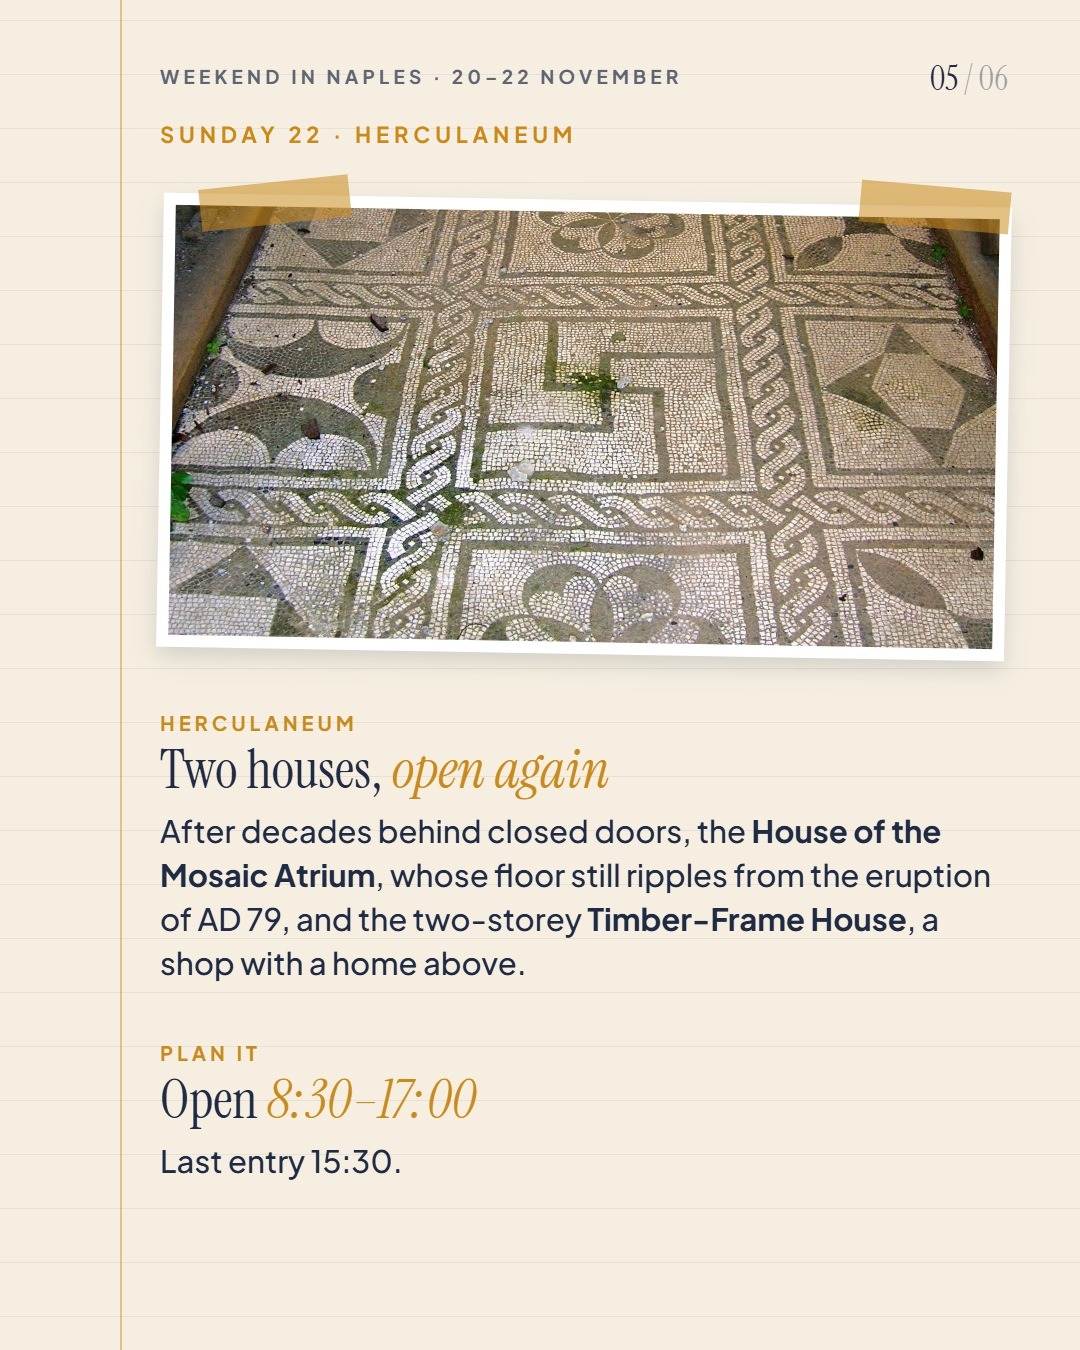 WEEKEND IN NAPLES · 20–22 NOVEMBER
05 / 06
SUNDAY 22 · HERCULANEUM
HERCULANEUM
Two houses, open again
After decades behind closed doors, the House of the
Mosaic Atrium, whose floor still ripples from the eruption
of AD 79, and the two-storey Timber-Frame House, a
shop with a home above.
PLAN IT
Open 8:30–17:00
Last entry 15:30.